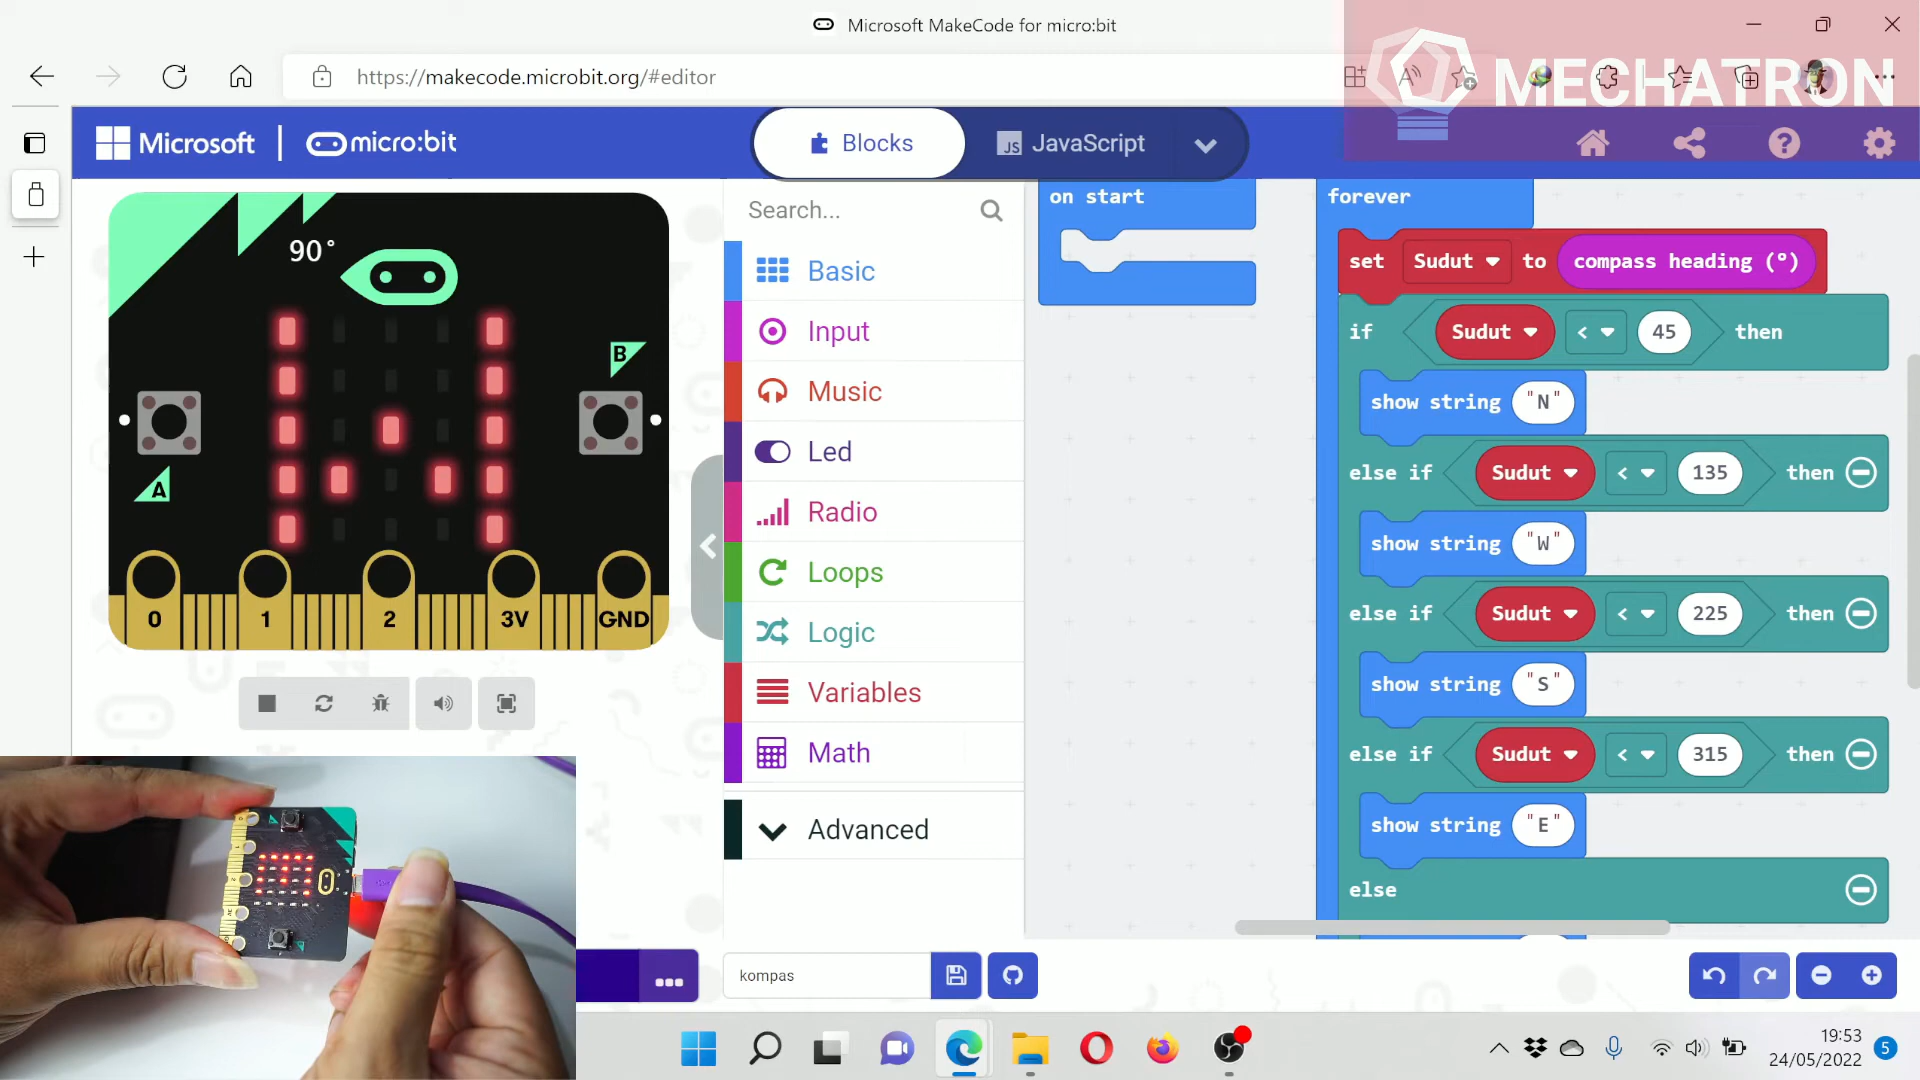 Microsoft MakeCode for micro:bit
https://makecode.microbit.org/#editor
MECHATRON
Microsoft | micro:bit
Blocks
JS JavaScript
90°
B
A
0 1 2 3V GND
Search...
Basic
Input
Music
Led
Radio
Loops
Logic
Variables
Math
Advanced
on start
forever
set Sudut to compass heading (°)
if Sudut < 45 then
show string "N"
else if Sudut < 135 then
show string "W"
else if Sudut < 225 then
show string "S"
else if Sudut < 315 then
show string "E"
else
kompas
19:53
24/05/2022
5